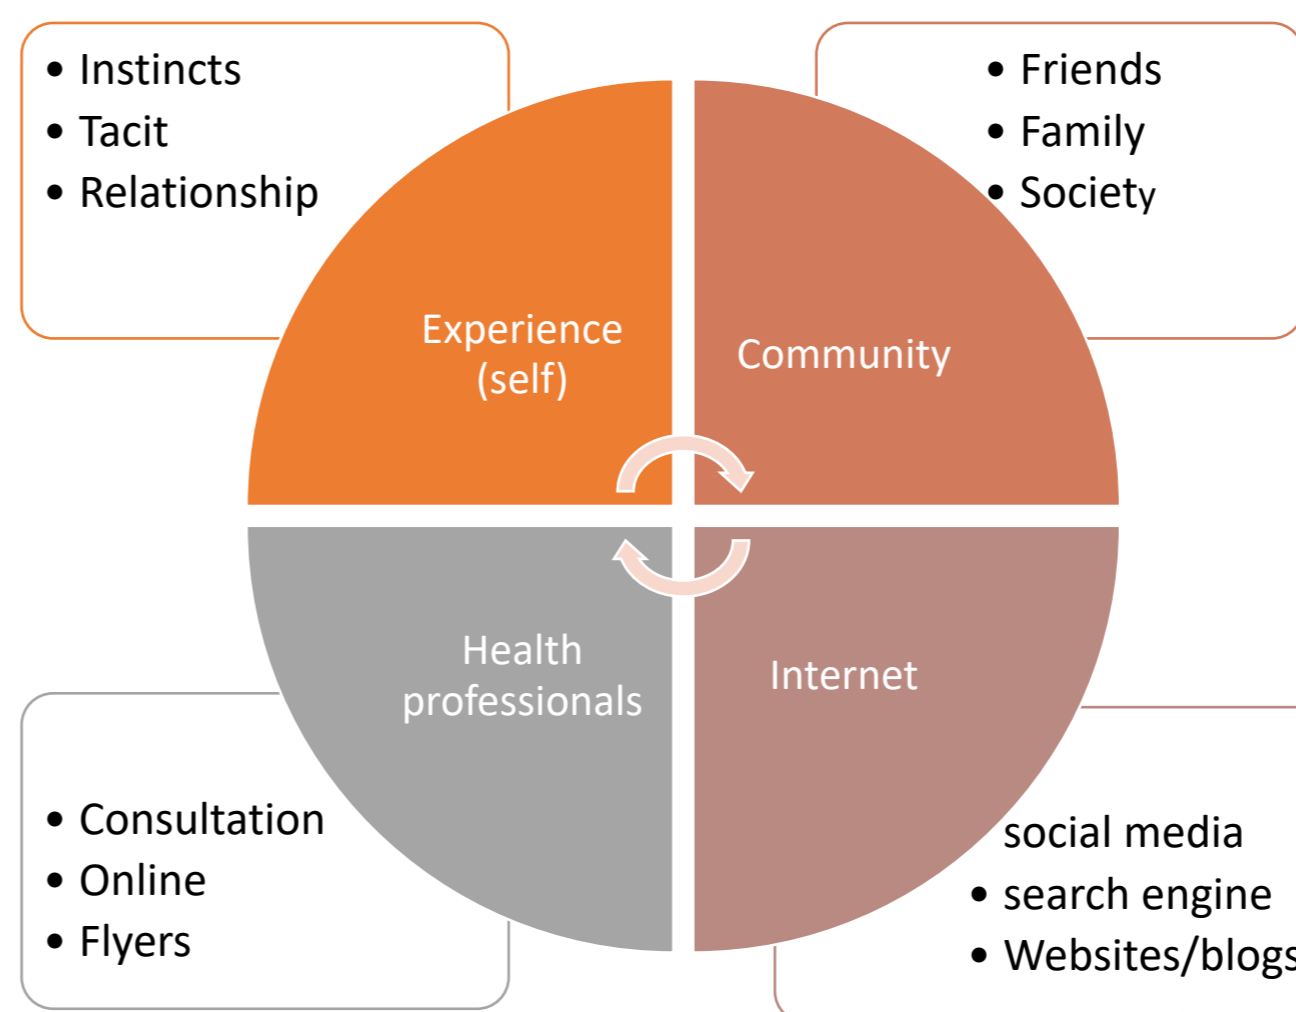 • Instincts
• Tacit
• Relationship
• Friends
• Family
• Society
Experience
(self)
Community
Health
professionals
Internet
• Consultation
• Online
• Flyers
social media
• search engine
• Websites/blogs